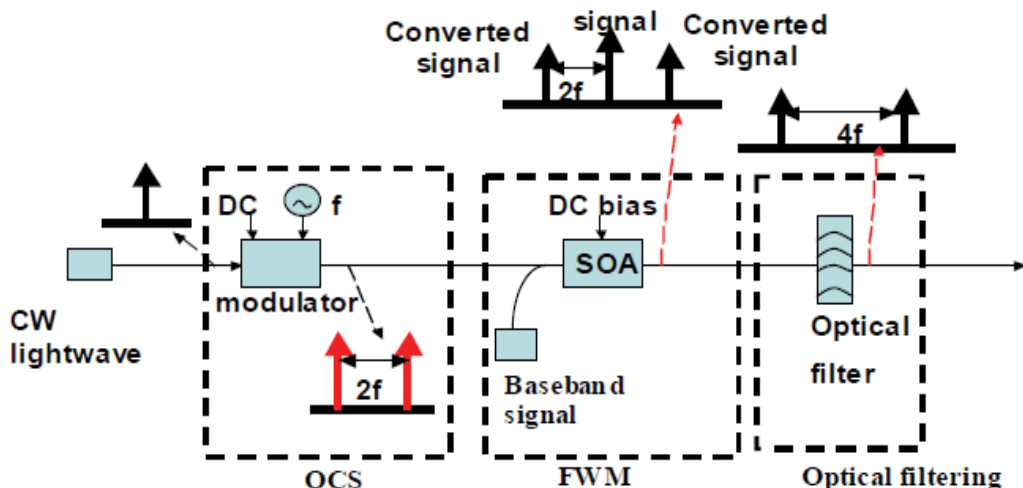 signal
Converted
signal
Converted
signal
2f
4f
DC
f
DC bias
SOA
modulator
CW
lightwave
2f
Baseband
signal
Optical
filter
OCS
FWM
Optical filtering